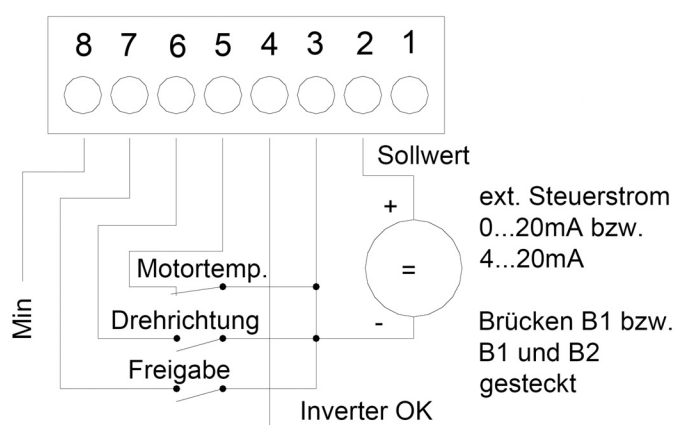 8 7 6 5 4 3 2 1
Sollwert
+
ext. Steuerstrom
0...20mA bzw.
4...20mA
=
Motortemp.
Min
Drehrichtung
-
Brücken B1 bzw.
B1 und B2
gesteckt
Freigabe
Inverter OK